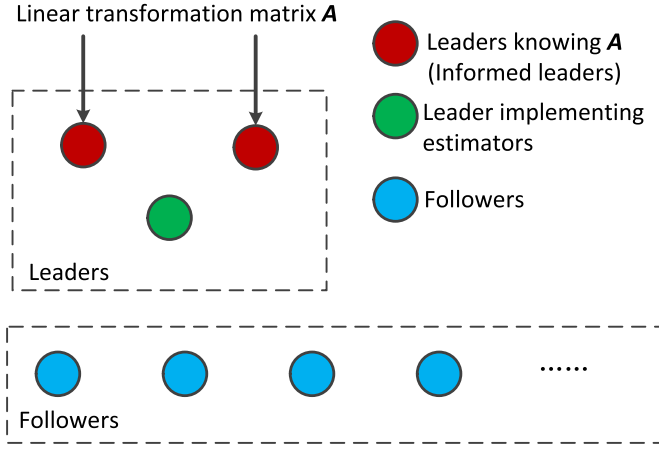 Linear transformation matrix A
Leaders knowing A
(Informed leaders)
Leader implementing
estimators
Followers
Leaders
......
Followers